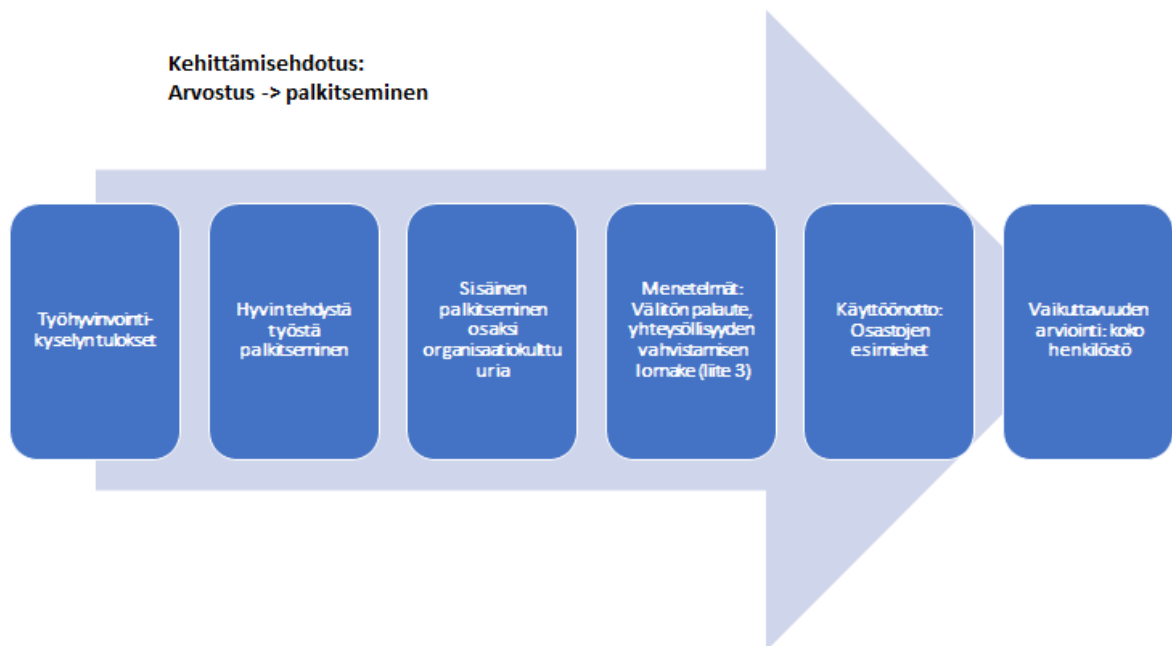 Kehittämisehdotus:
Arvostus -> palkitseminen
Työhyvinvointi-
kyselyn tulokset
Hyvin tehdystä
työstä
palkitseminen
Sisäinen
palkitseminen
osaksi
organisaatiokulttu
uria
Menetelmät:
Välitön palaute,
yhteysöllisyyden
vahvistamisen
lomake (liite 3)
Käyttöönotto:
Osastojen
esimiehet
Vaikuttavuuden
arviointi: koko
henkilöstö